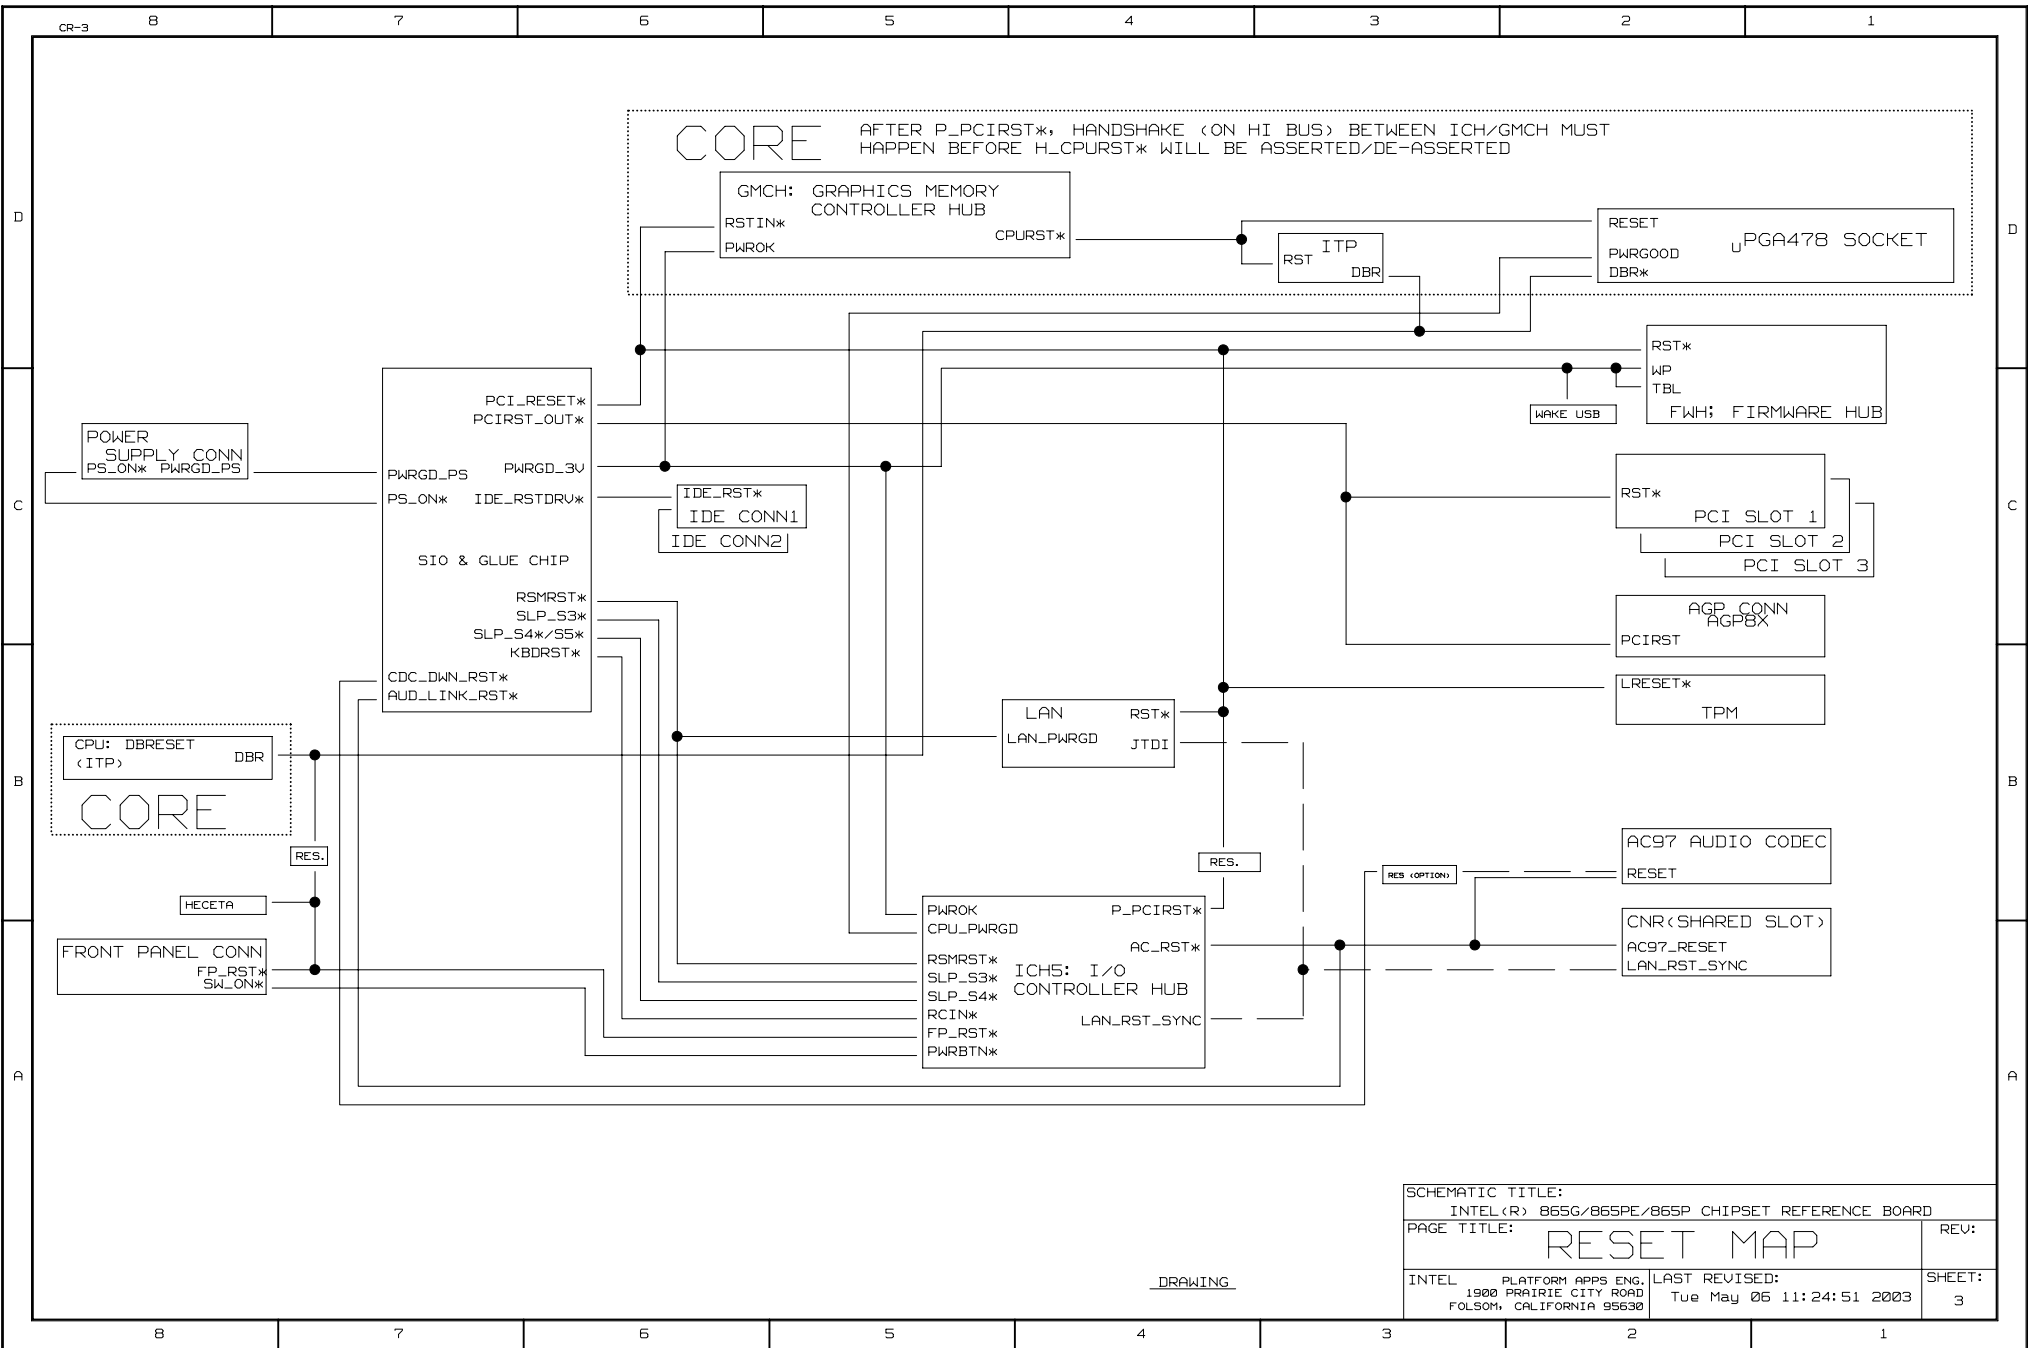 CR-3
8 7 6 5 4 3 2 1
D
C
B
A
CORE
AFTER P_PCIRST*, HANDSHAKE (ON HI BUS) BETWEEN ICH/GMCH MUST
HAPPEN BEFORE H_CPURST* WILL BE ASSERTED/DE-ASSERTED
GMCH: GRAPHICS MEMORY
CONTROLLER HUB
RSTIN*
PWROK
CPURST*
ITP
RST
DBR
RESET
PWRGOOD
DBR*
uPGA478 SOCKET
RST*
WP
TBL
FWH; FIRMWARE HUB
WAKE USB
POWER
SUPPLY CONN
PS_ON* PWRGD_PS
PCI_RESET*
PCIRST_OUT*
PWRGD_PS
PWRGD_3V
PS_ON*
IDE_RSTDRV*
SIO & GLUE CHIP
RSMRST*
SLP_S3*
SLP_S4*/S5*
KBDRST*
CDC_DWN_RST*
AUD_LINK_RST*
IDE_RST*
IDE CONN1
IDE CONN2
RST*
PCI SLOT 1
PCI SLOT 2
PCI SLOT 3
AGP CONN
AGP8X
PCIRST
LRESET*
TPM
LAN
RST*
LAN_PWRGD
JTDI
CPU: DBRESET
(ITP)
DBR
CORE
RES.
HECETA
FRONT PANEL CONN
FP_RST*
SW_ON*
RES.
RES (OPTION)
AC97 AUDIO CODEC
RESET
CNR(SHARED SLOT)
AC97_RESET
LAN_RST_SYNC
PWROK
CPU_PWRGD
RSMRST*
SLP_S3*
SLP_S4*
RCIN*
FP_RST*
PWRBTN*
P_PCIRST*
AC_RST*
ICH5: I/O
CONTROLLER HUB
LAN_RST_SYNC
D
C
B
A
DRAWING
SCHEMATIC TITLE:
INTEL(R) 865G/865PE/865P CHIPSET REFERENCE BOARD
PAGE TITLE:
RESET MAP
REV:
INTEL
PLATFORM APPS ENG.
1900 PRAIRIE CITY ROAD
FOLSOM, CALIFORNIA 95630
LAST REVISED:
Tue May 06 11:24:51 2003
SHEET:
3
8 7 6 5 4 3 2 1